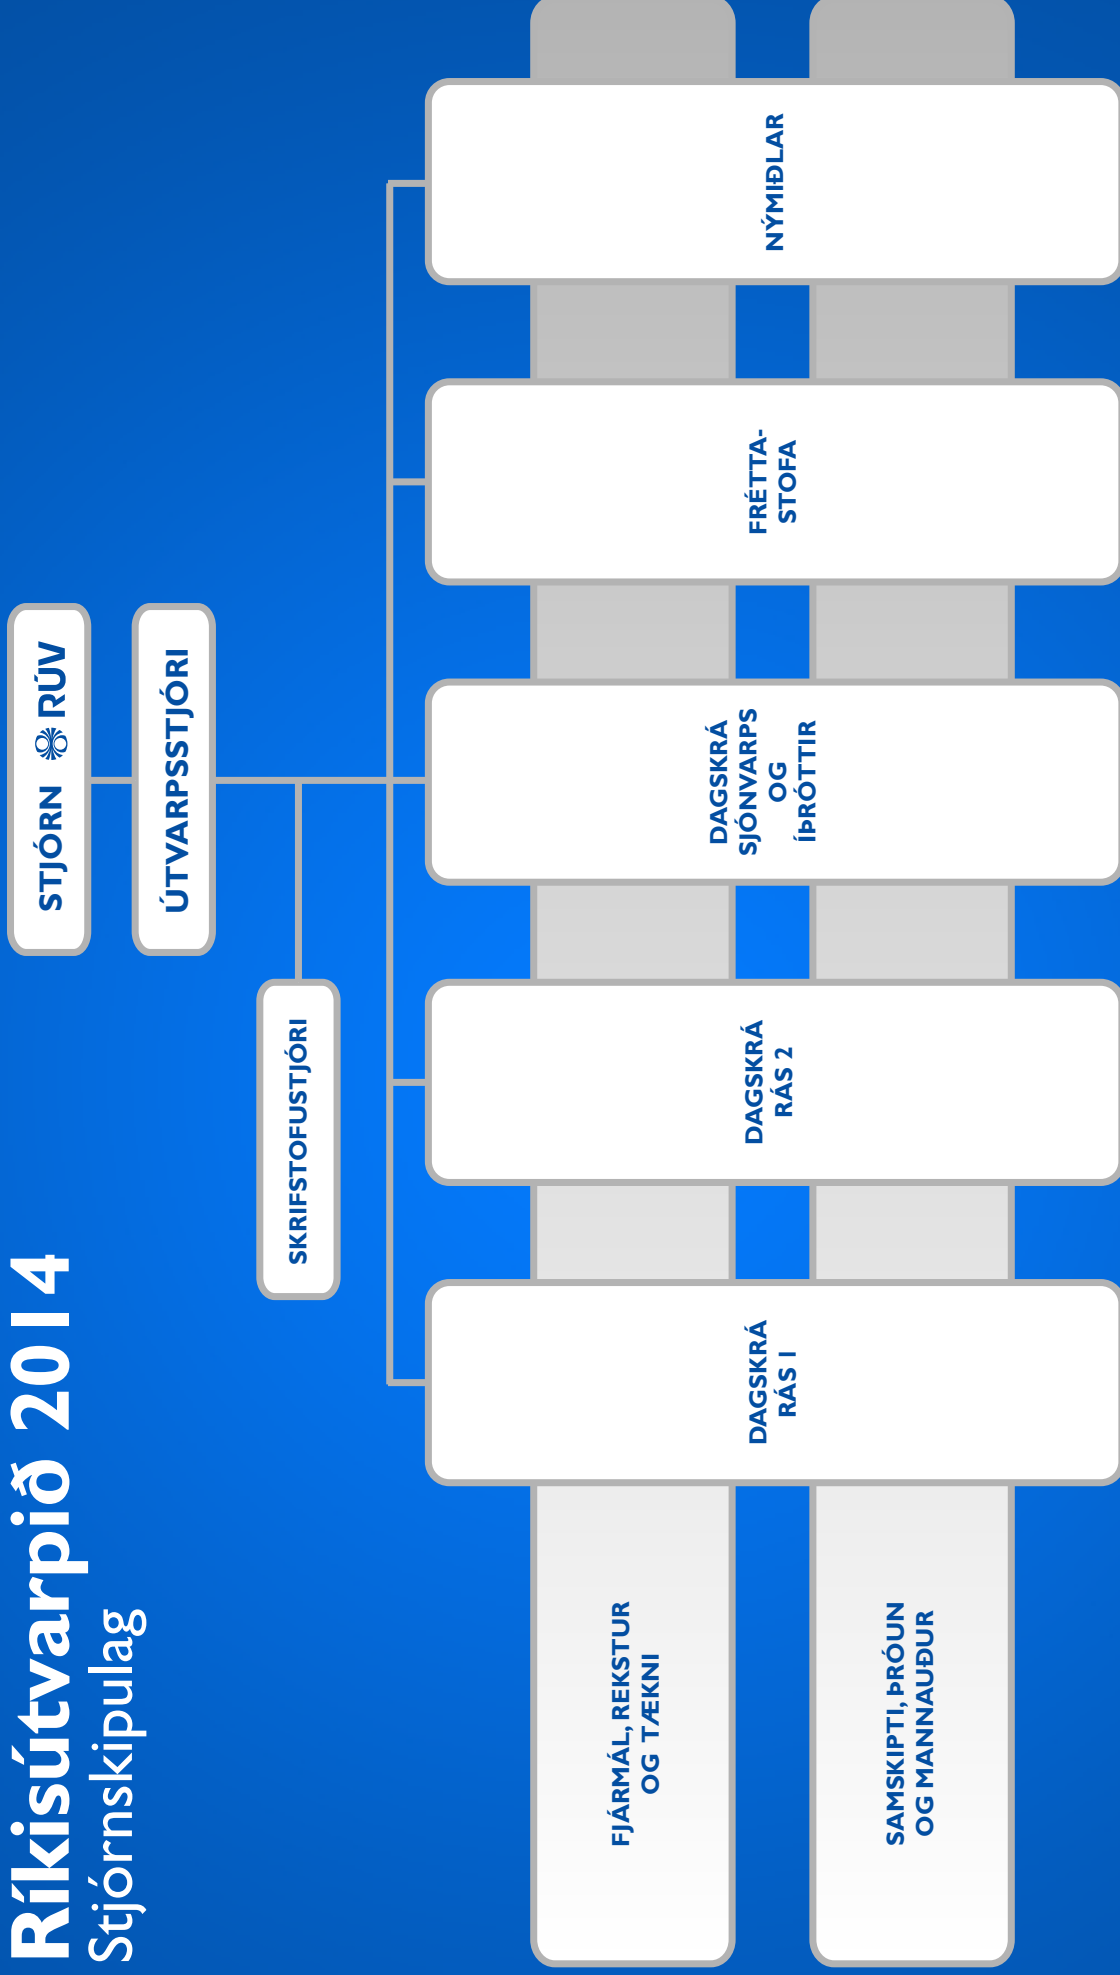 Ríkisútvarpið 2014
Stjórnskipulag
STJÓRN RÚV
ÚTVARPSSTJÓRI
SKRIFSTOFUSTJÓRI
DAGSKRÁ
RÁS 1
DAGSKRÁ
RÁS 2
DAGSKRÁ
SJÓNVARPS
OG
ÍÞRÓTTIR
FRÉTTA-
STOFA
NÝMIÐLAR
FJÁRMÁL, REKSTUR
OG TÆKNI
SAMSKIPTI, ÞRÓUN
OG MANNAUÐUR